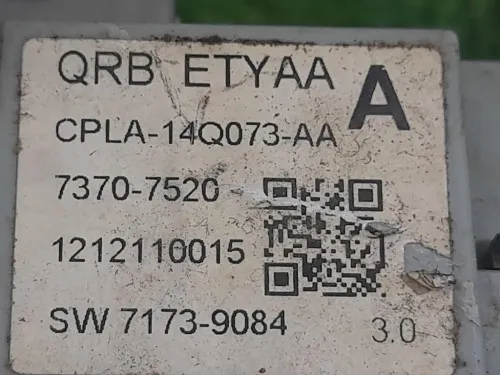 QRB ETYAA
A
CPLA-14Q073-AA
7370-7520
1212110015
SW 7173-9084
3.0